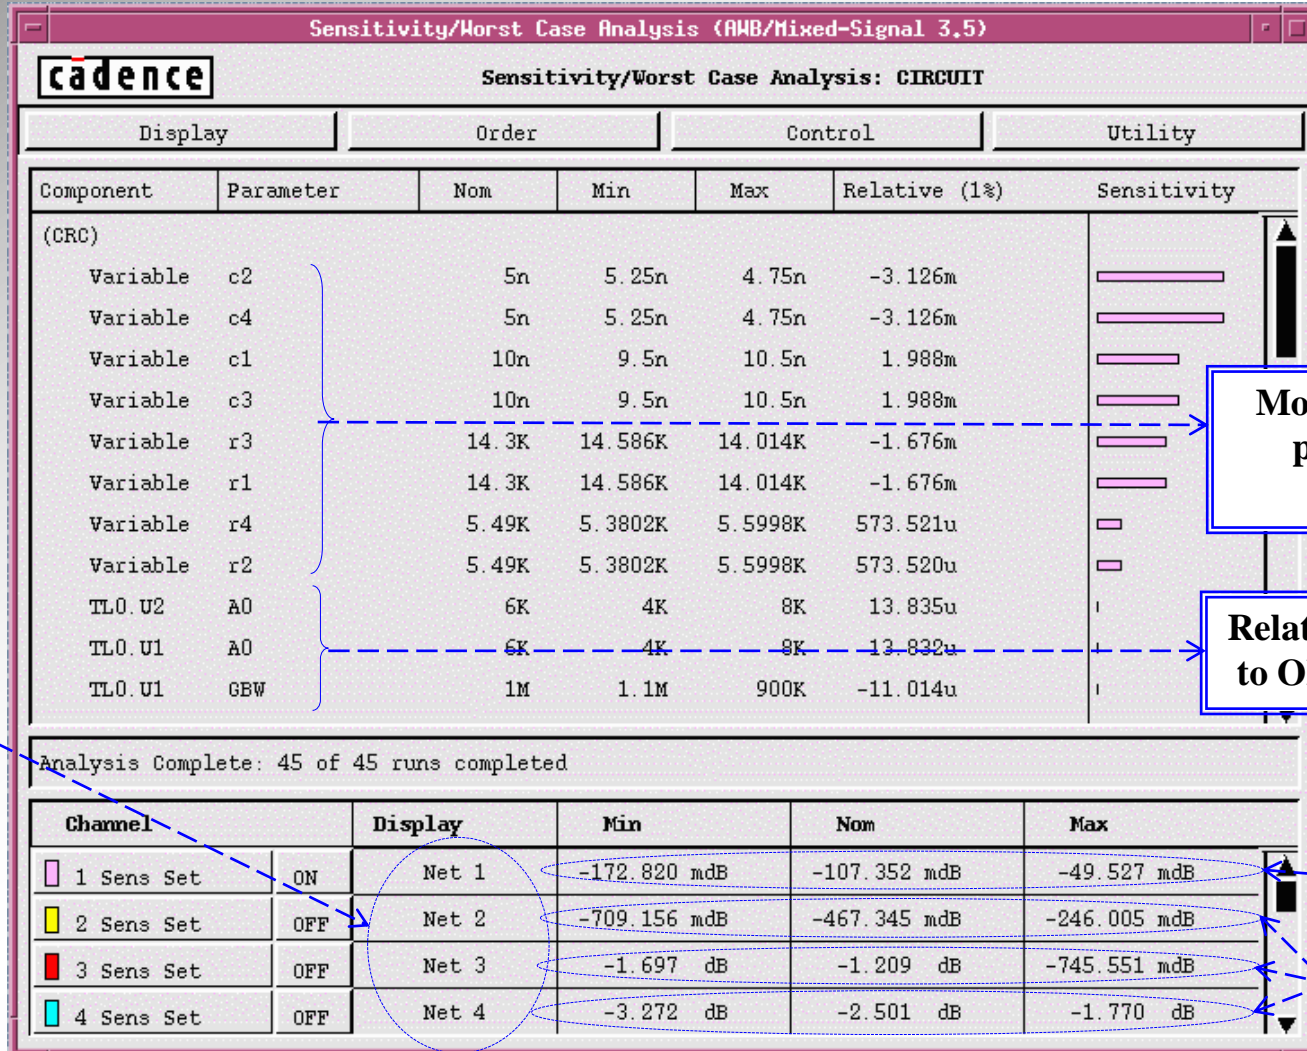 Sensitivity/Worst Case Analysis (AWB/Mixed-Signal 3.5)
cadence
Sensitivity/Worst Case Analysis: CIRCUIT
Display Order Control Utility
Component Parameter Nom Min Max Relative (1%) Sensitivity
(CRC)
Variable c2 5n 5.25n 4.75n -3.126m
Variable c4 5n 5.25n 4.75n -3.126m
Variable c1 10n 9.5n 10.5n 1.988m
Variable c3 10n 9.5n 10.5n 1.988m
Variable r3 14.3K 14.586K 14.014K -1.676m
Variable r1 14.3K 14.586K 14.014K -1.676m
Variable r4 5.49K 5.3802K 5.5998K 573.521u
Variable r2 5.49K 5.3802K 5.5998K 573.520u
TL0.U2 A0 6K 4K 8K 13.835u
TL0.U1 A0 6K 4K 8K 13.832u
TL0.U1 GBW 1M 1.1M 900K -11.014u
to O
Analysis Complete: 45 of 45 runs completed
Channel Display Min Nom Max
1 Sens Set ON Net 1 -172.820 mdB -107.352 mdB -49.527 mdB
2 Sens Set OFF Net 2 -709.156 mdB -467.345 mdB -246.005 mdB
3 Sens Set OFF Net 3 -1.697 dB -1.209 dB -745.551 mdB
4 Sens Set OFF Net 4 -3.272 dB -2.501 dB -1.770 dB